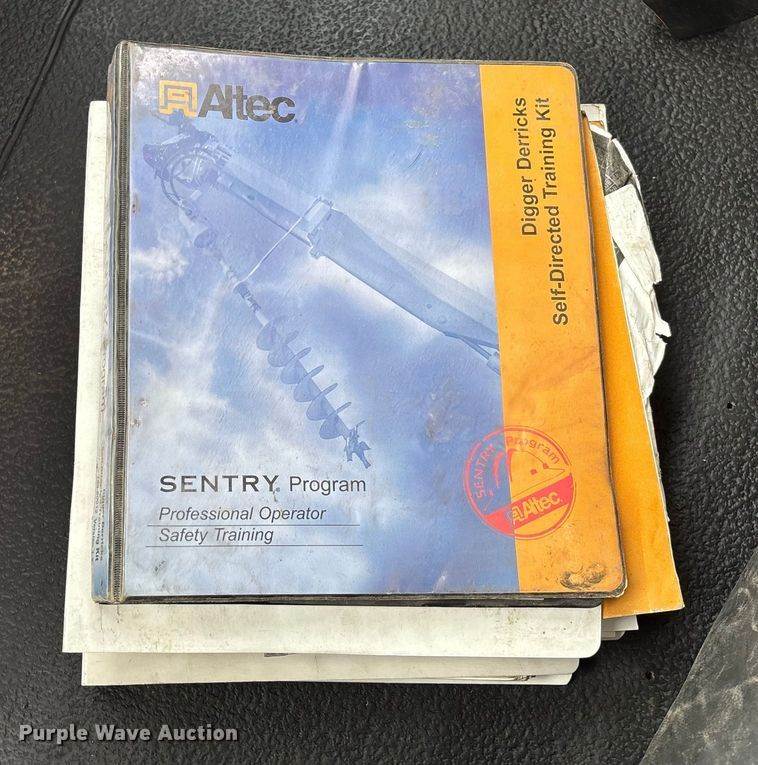 Altec
Digger Derricks
Self-Directed Training Kit
SENTRY Program
Professional Operator
Safety Training
SENTRY Program
Altec
Purple Wave Auction